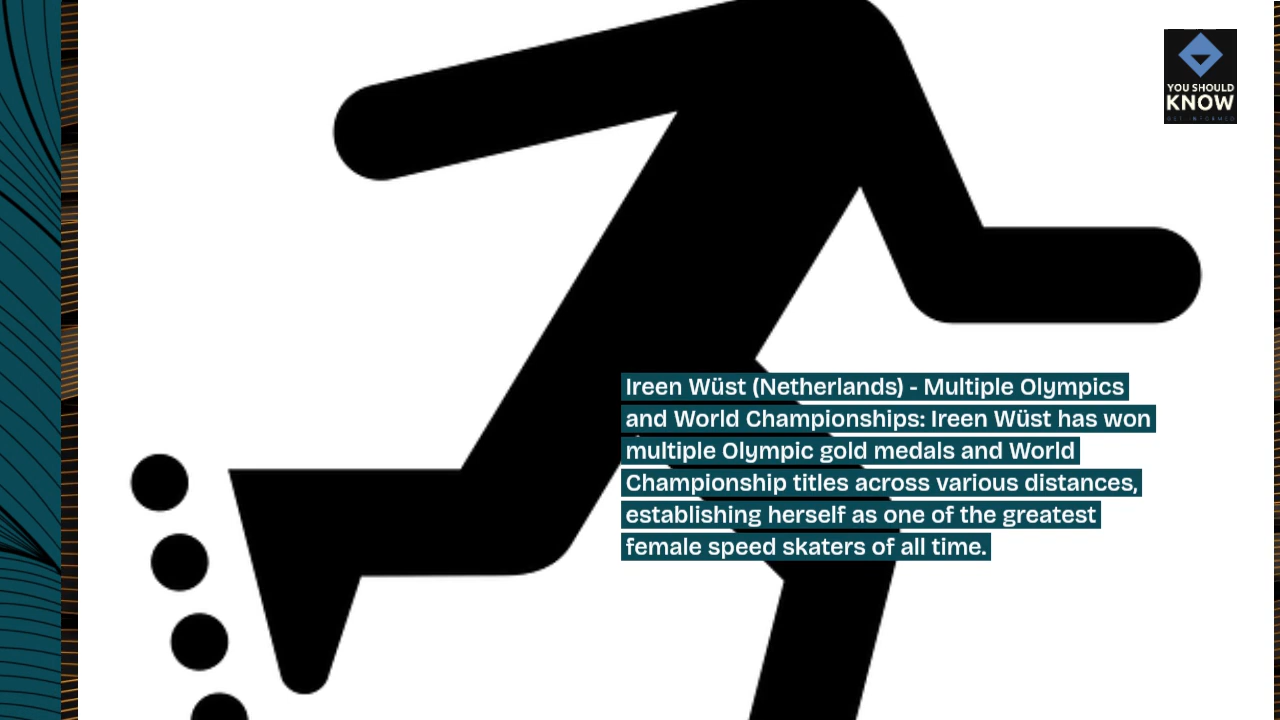 YOU SHOULD
KNOW
GET INFORMED
Ireen Wüst (Netherlands) - Multiple Olympics
and World Championships: Ireen Wüst has won
multiple Olympic gold medals and World
Championship titles across various distances,
establishing herself as one of the greatest
female speed skaters of all time.